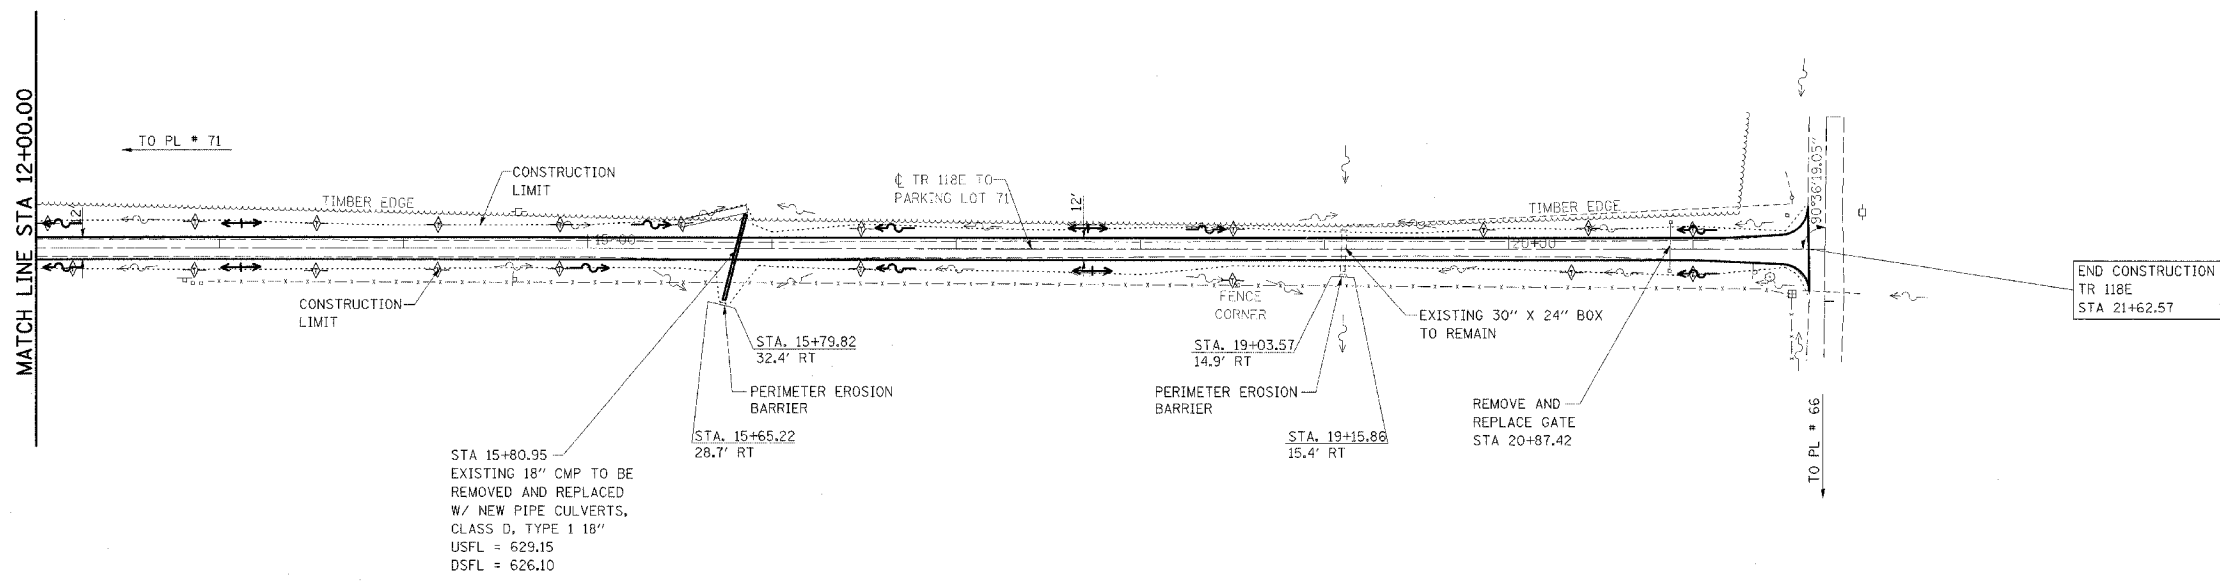 MATCH LINE STA 12+00.00
TO PL # 71
CONSTRUCTION
LIMIT
TIMBER EDGE
12'
15+00
℄ TR 118E TO
PARKING LOT 71
12'
TIMBER EDGE
20+00
90°36'19.05"
END CONSTRUCTION
TR 118E
STA 21+62.57
CONSTRUCTION
LIMIT
FENCE
CORNER
EXISTING 30" X 24" BOX
TO REMAIN
STA. 15+79.82
32.4' RT
STA. 19+03.57
14.9' RT
PERIMETER EROSION
BARRIER
PERIMETER EROSION
BARRIER
REMOVE AND
REPLACE GATE
STA 20+87.42
STA. 15+65.22
28.7' RT
STA. 19+15.86
15.4' RT
TO PL # 66
STA 15+80.95
EXISTING 18" CMP TO BE
REMOVED AND REPLACED
W/ NEW PIPE CULVERTS,
CLASS D, TYPE 1 18"
USFL = 629.15
DSFL = 626.10